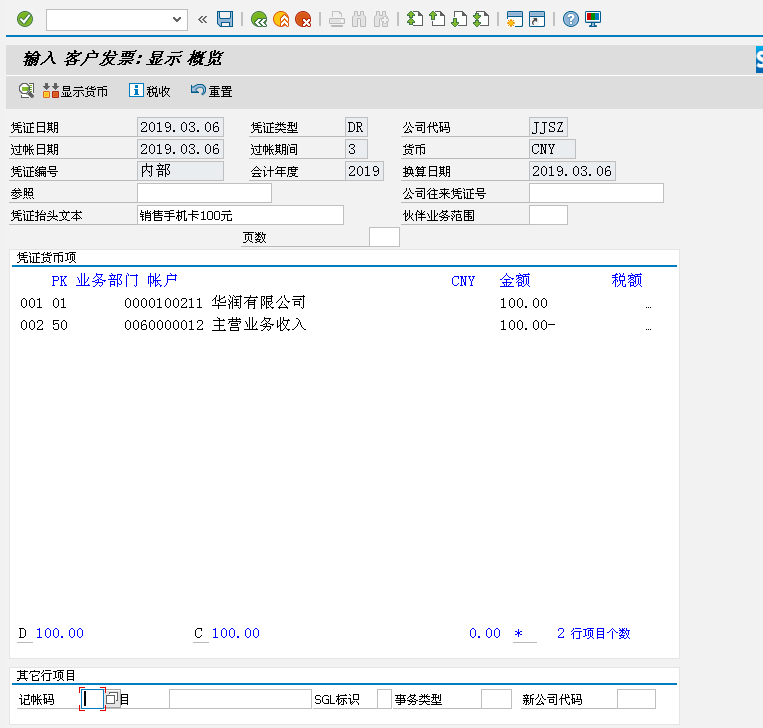 输入 客户发票: 显示 概览
显示货币 税收 重置
凭证日期 2019.03.06 凭证类型 DR 公司代码 JJSZ
过帐日期 2019.03.06 过帐期间 3 货币 CNY
凭证编号 内部 会计年度 2019 换算日期 2019.03.06
参照 公司往来凭证号
凭证抬头文本 销售手机卡100元 伙伴业务范围
页数
凭证货币项
PK 业务部门 帐户 CNY 金额 税额
001 01 0000100211 华润有限公司 100.00 …
002 50 0060000012 主营业务收入 100.00- …
D 100.00 C 100.00 0.00 * 2 行项目个数
其它行项目
记帐码 目 SGL标识 事务类型 新公司代码